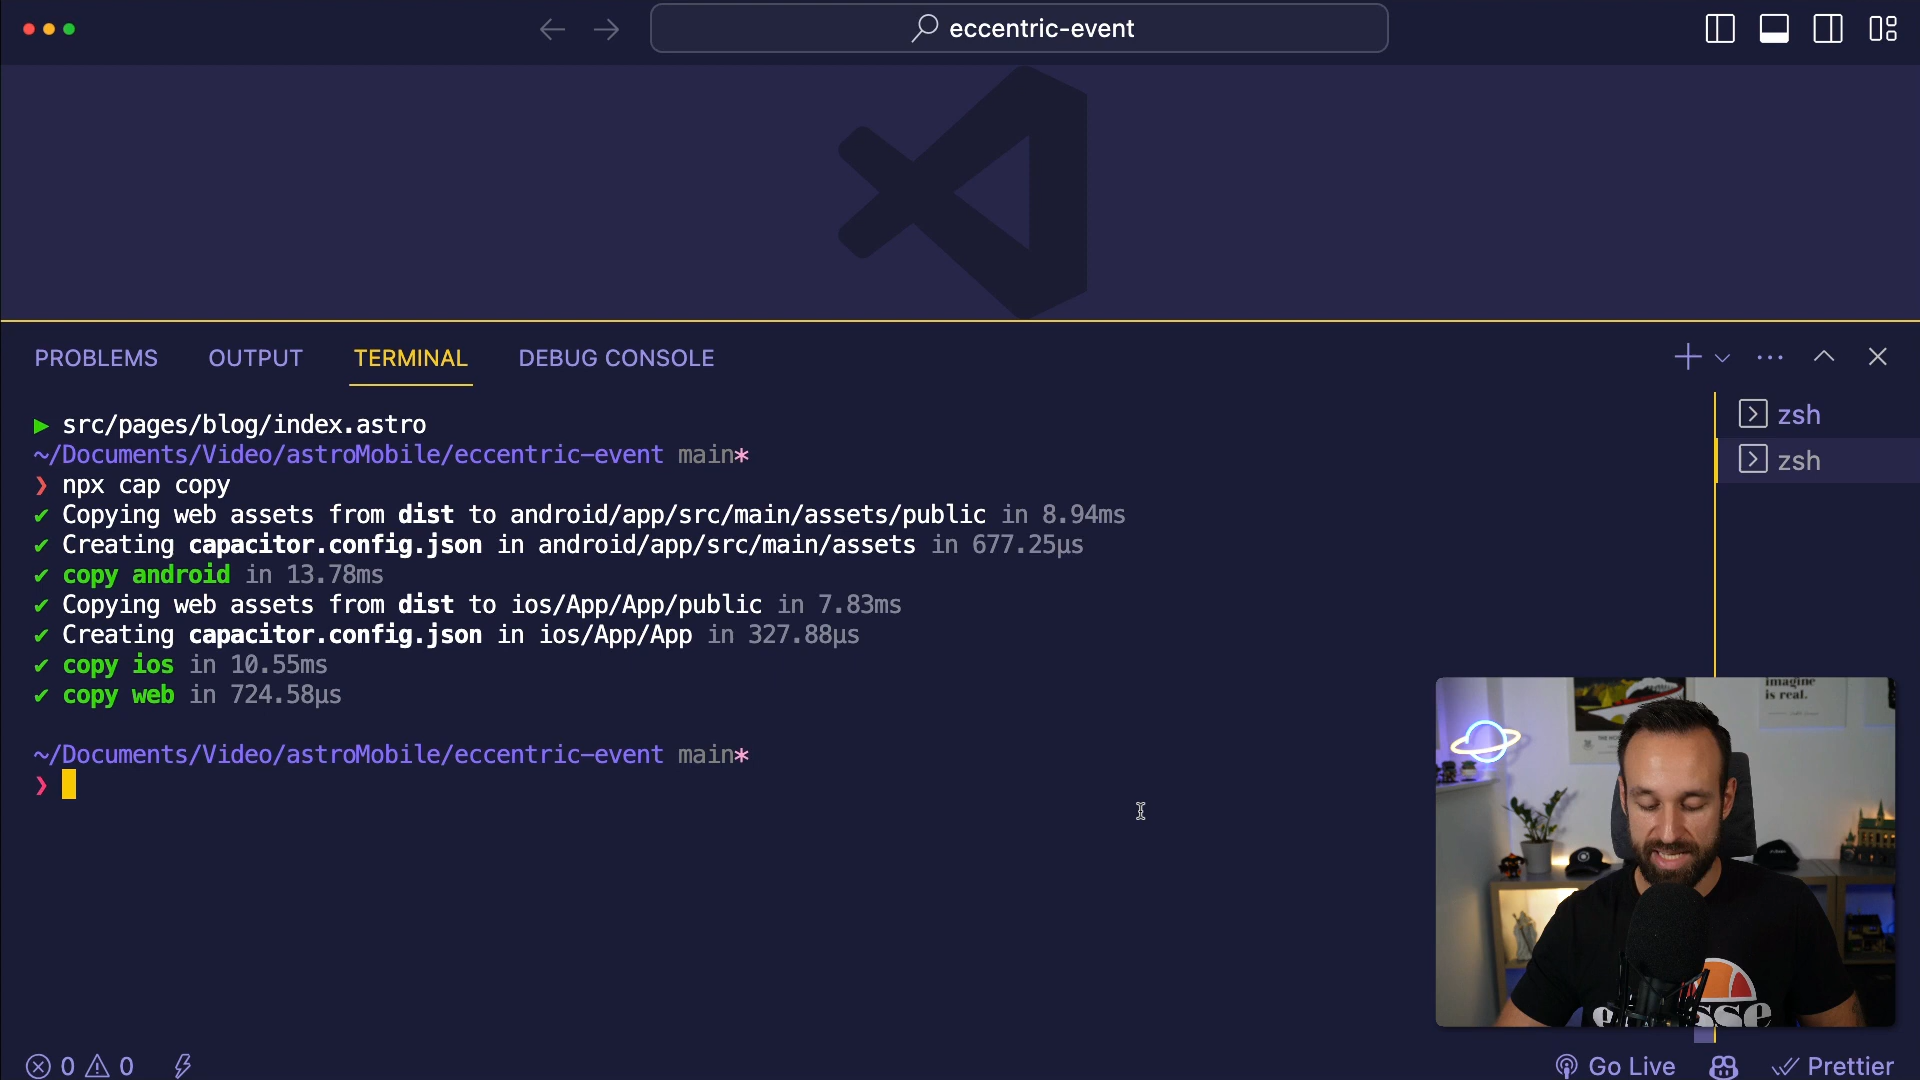 eccentric-event
PROBLEMS OUTPUT TERMINAL DEBUG CONSOLE
▶ src/pages/blog/index.astro
~/Documents/Video/astroMobile/eccentric-event main*
❯ npx cap copy
✔ Copying web assets from dist to android/app/src/main/assets/public in 8.94ms
✔ Creating capacitor.config.json in android/app/src/main/assets in 677.25μs
✔ copy android in 13.78ms
✔ Copying web assets from dist to ios/App/App/public in 7.83ms
✔ Creating capacitor.config.json in ios/App/App in 327.88μs
✔ copy ios in 10.55ms
✔ copy web in 724.58μs
~/Documents/Video/astroMobile/eccentric-event main*
❯
zsh
zsh
imagine
is real.
0 0
Go Live
Prettier